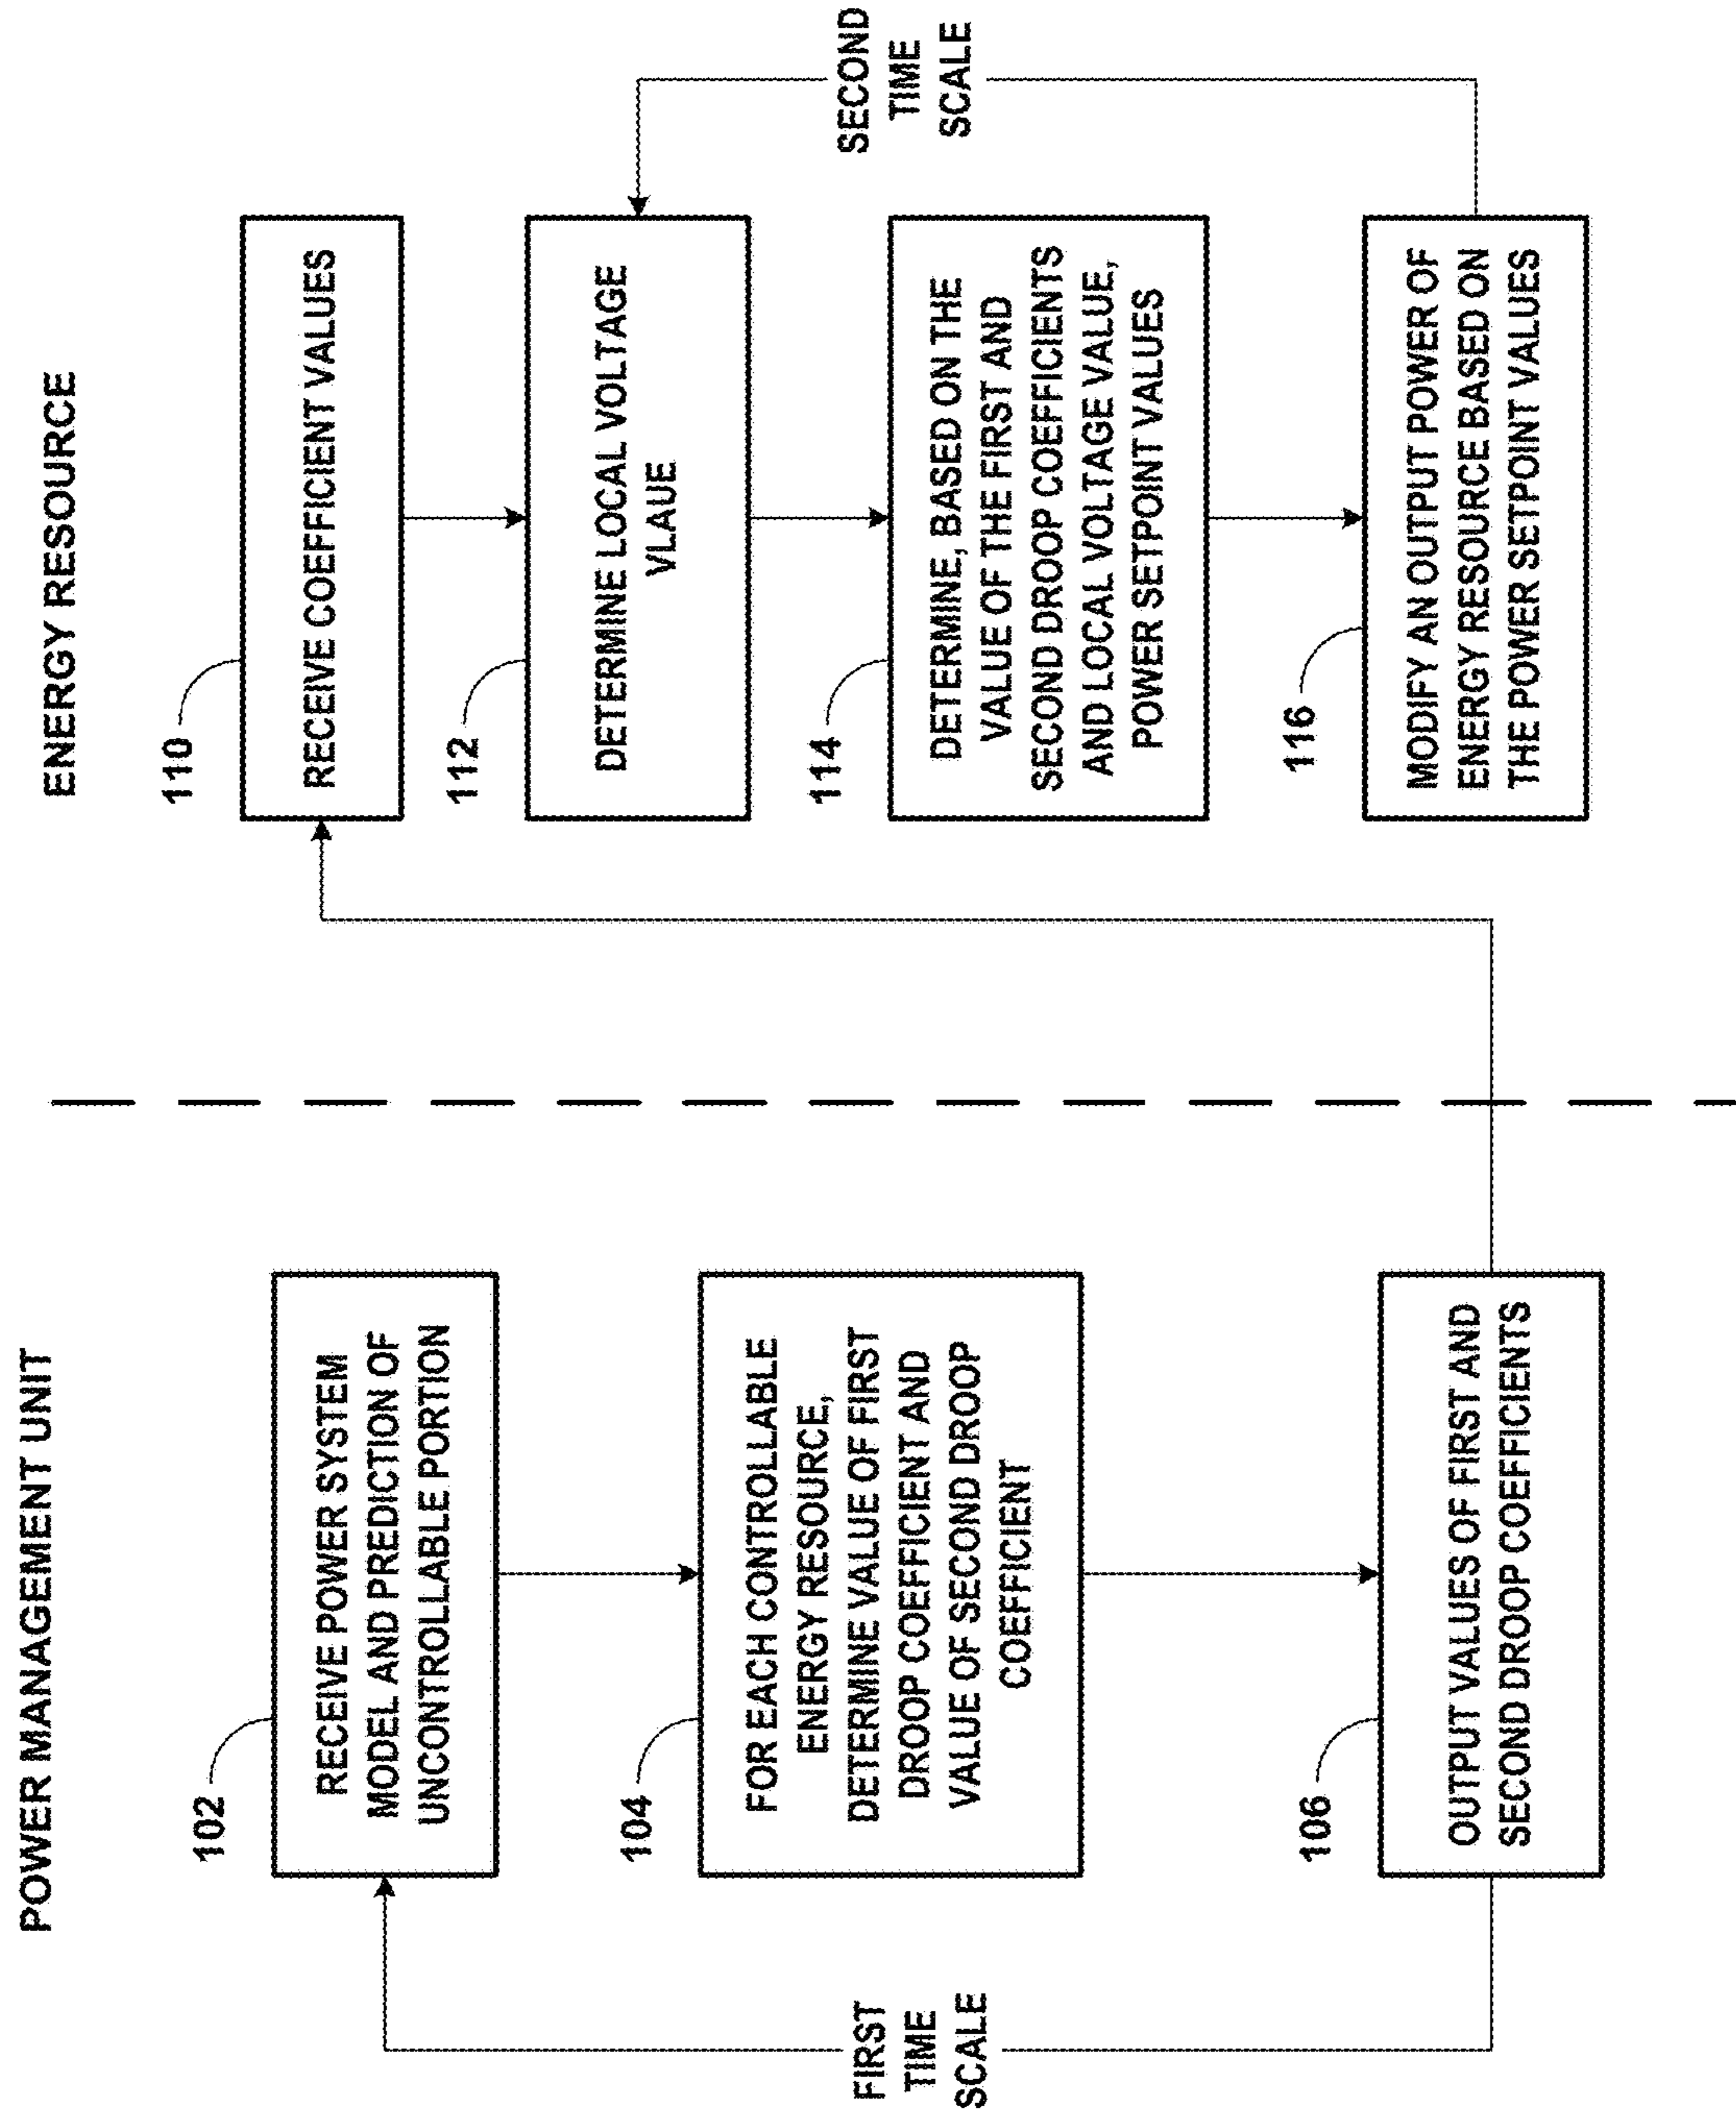 POWER MANAGEMENT UNIT
102
RECEIVE POWER SYSTEM
MODEL AND PREDICTION OF
UNCONTROLLABLE PORTION
104
FOR EACH CONTROLLABLE
ENERGY RESOURCE,
DETERMINE VALUE OF FIRST
DROOP COEFFICIENT AND
VALUE OF SECOND DROOP
COEFFICIENT
106
OUTPUT VALUES OF FIRST AND
SECOND DROOP COEFFICIENTS
FIRST
TIME
SCALE
ENERGY RESOURCE
110
RECEIVE COEFFICIENT VALUES
112
DETERMINE LOCAL VOLTAGE
VLAUE
114
DETERMINE, BASED ON THE
VALUE OF THE FIRST AND
SECOND DROOP COEFFICIENTS
AND LOCAL VOLTAGE VALUE,
POWER SETPOINT VALUES
116
MODIFY AN OUTPUT POWER OF
ENERGY RESOURCE BASED ON
THE POWER SETPOINT VALUES
SECOND
TIME
SCALE